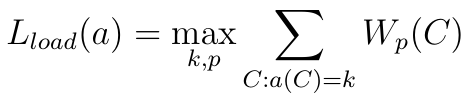 L_{load}(a) = \max_{k,p} \sum_{C:a(C)=k} W_p(C)